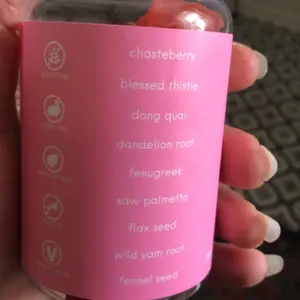 chasteberry
blessed thistle
dong quai
dandelion root
fenugreek
saw palmetto
flax seed
wild yam root
fennel seed